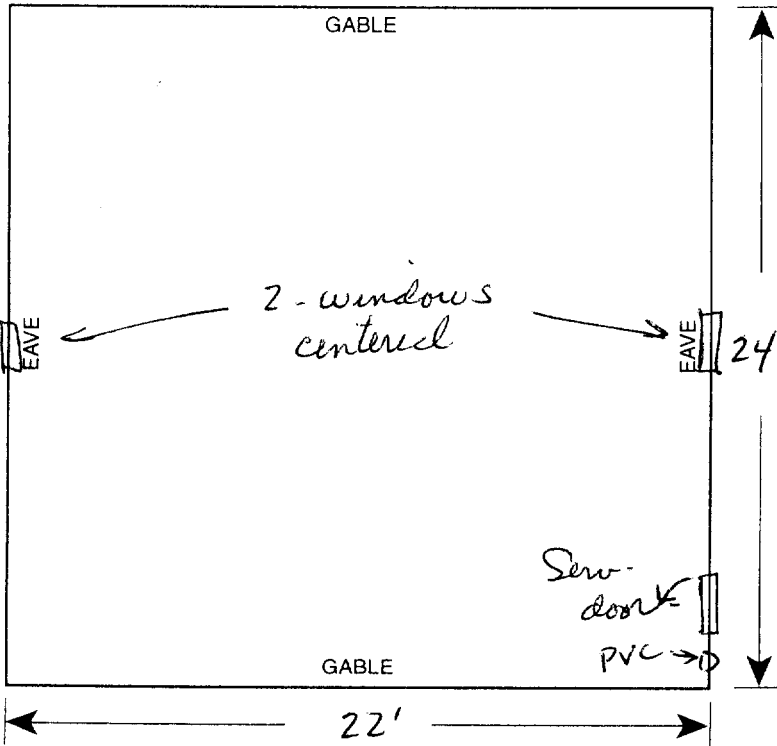 GABLE
2 - windows
centered
EAVE
EAVE
24
Serv-
door
PVC
GABLE
22'